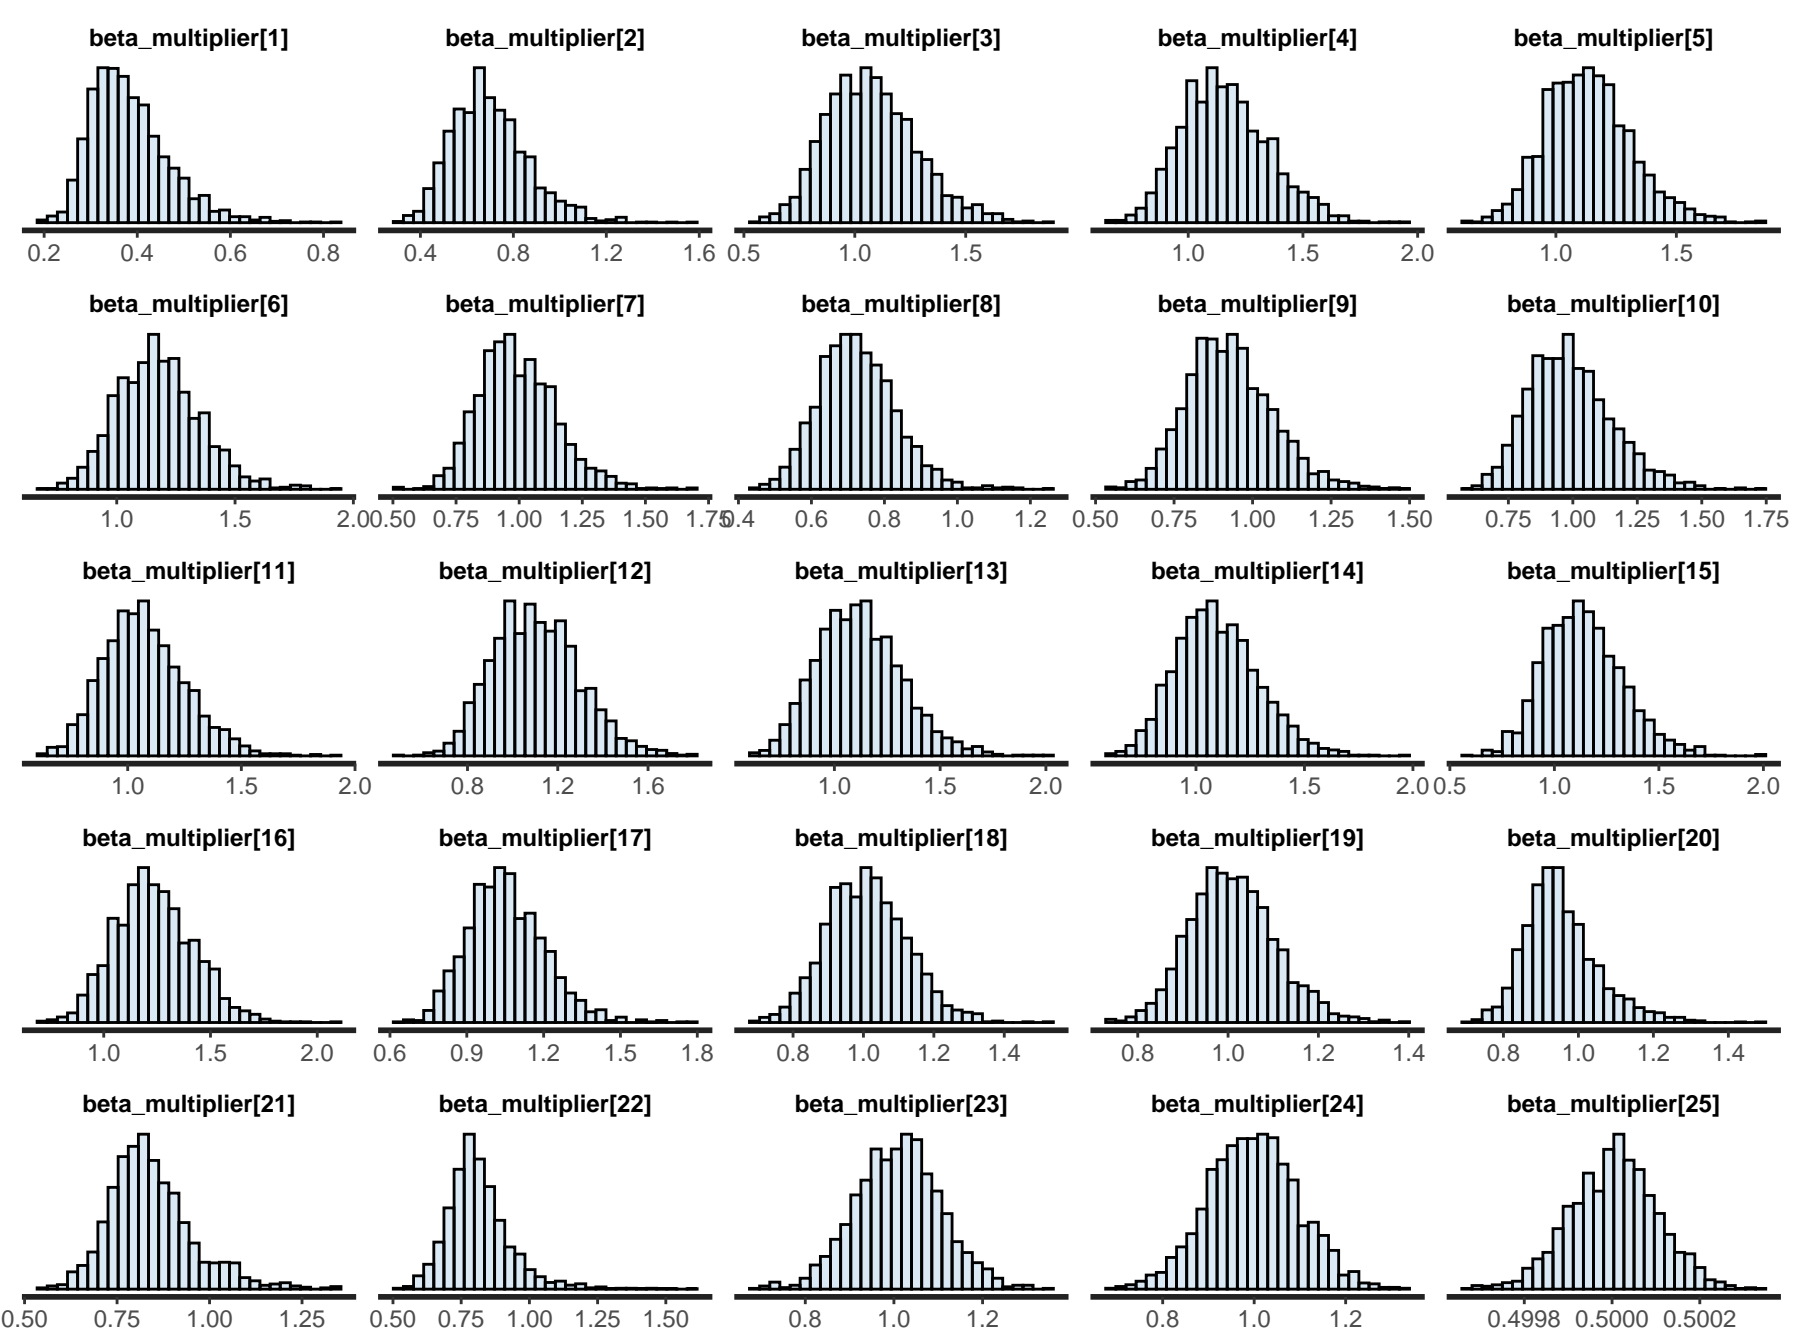 beta_multiplier[1] beta_multiplier[2] beta_multiplier[3] beta_multiplier[4] beta_multiplier[5]
0.2 0.4 0.6 0.8 0.4 0.8 1.2 1.6 0.5 1.0 1.5 1.0 1.5 2.0 1.0 1.5
beta_multiplier[6] beta_multiplier[7] beta_multiplier[8] beta_multiplier[9] beta_multiplier[10]
1.0 1.5 2.0 0.50 0.75 1.00 1.25 1.50 1.75 0.4 0.6 0.8 1.0 1.2 0.50 0.75 1.00 1.25 1.50 0.75 1.00 1.25 1.50 1.75
beta_multiplier[11] beta_multiplier[12] beta_multiplier[13] beta_multiplier[14] beta_multiplier[15]
1.0 1.5 2.0 0.8 1.2 1.6 1.0 1.5 2.0 1.0 1.5 2.0 0.5 1.0 1.5 2.0
beta_multiplier[16] beta_multiplier[17] beta_multiplier[18] beta_multiplier[19] beta_multiplier[20]
1.0 1.5 2.0 0.6 0.9 1.2 1.5 1.8 0.8 1.0 1.2 1.4 0.8 1.0 1.2 1.4 0.8 1.0 1.2 1.4
beta_multiplier[21] beta_multiplier[22] beta_multiplier[23] beta_multiplier[24] beta_multiplier[25]
0.50 0.75 1.00 1.25 0.50 0.75 1.00 1.25 1.50 0.8 1.0 1.2 0.8 1.0 1.2 0.4998 0.5000 0.5002